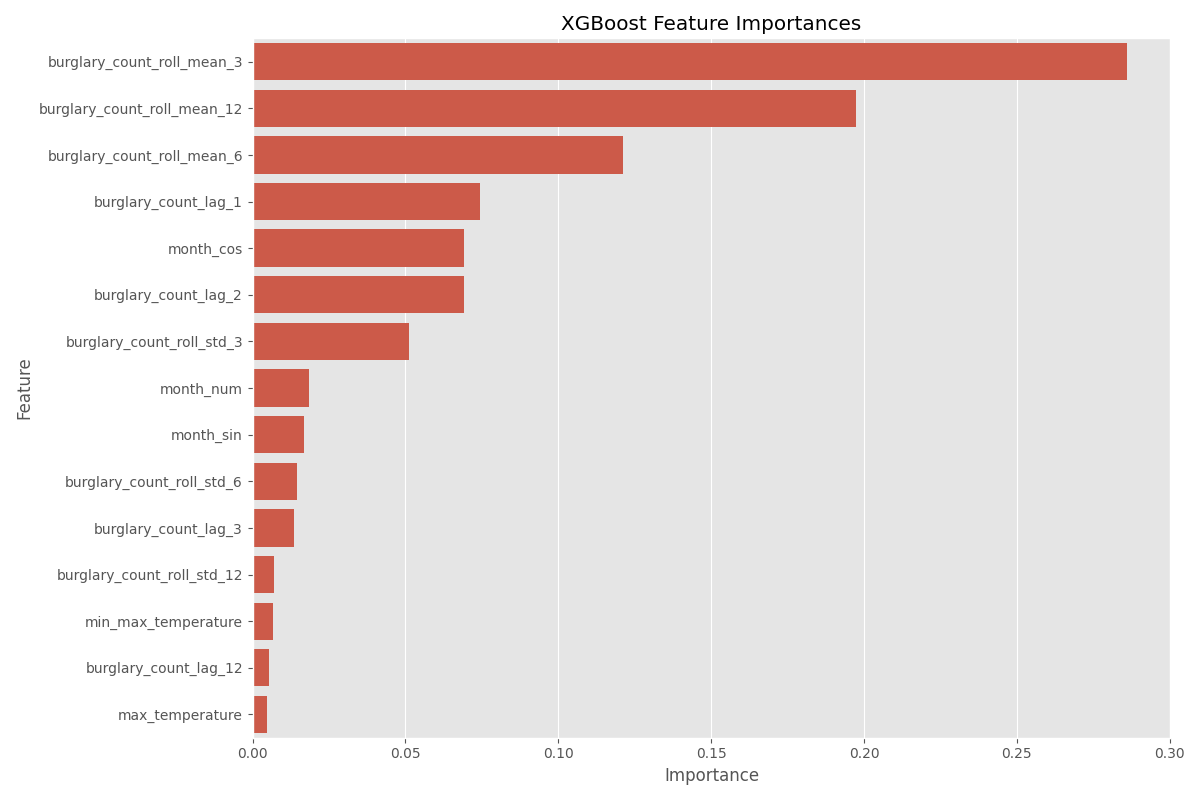 XGBoost Feature Importances
burglary_count_roll_mean_3
burglary_count_roll_mean_12
burglary_count_roll_mean_6
burglary_count_lag_1
month_cos
burglary_count_lag_2
burglary_count_roll_std_3
month_num
month_sin
burglary_count_roll_std_6
burglary_count_lag_3
burglary_count_roll_std_12
min_max_temperature
burglary_count_lag_12
max_temperature
Feature
0.00 0.05 0.10 0.15 0.20 0.25 0.30
Importance